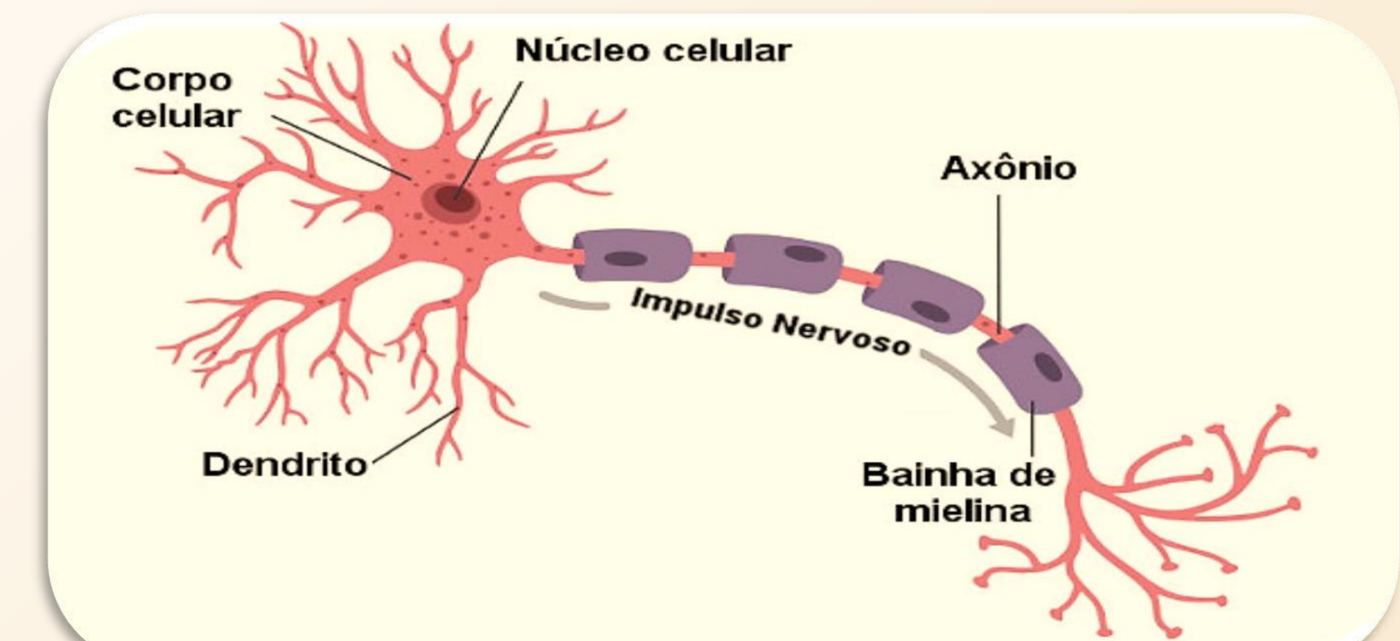 Núcleo celular
Corpo
celular
Axônio
Impulso Nervoso
Dendrito
Bainha de
mielina